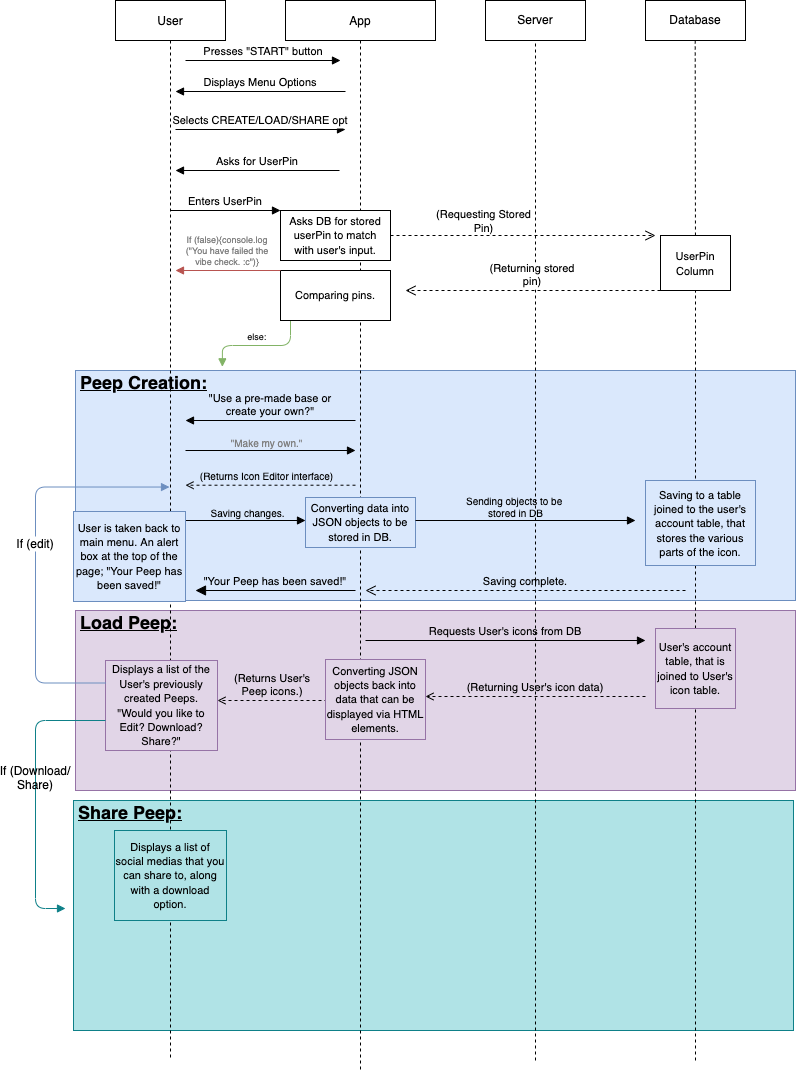 User
App
Server
Database
Presses "START" button
Displays Menu Options
Selects CREATE/LOAD/SHARE opt
Asks for UserPin
Enters UserPin
Asks DB for stored
userPin to match
with user's input.
(Requesting Stored
Pin)
If (false){console.log
("You have failed the
vibe check. :c")}
UserPin
Column
(Returning stored
pin)
Comparing pins.
else:
Peep Creation:
"Use a pre-made base or
create your own?"
"Make my own."
(Returns Icon Editor interface)
Saving changes.
Converting data into
JSON objects to be
stored in DB.
Sending objects to be
stored in DB
Saving to a table
joined to the user's
account table, that
stores the various
parts of the icon.
If (edit)
User is taken back to
main menu. An alert
box at the top of the
page; "Your Peep has
been saved!"
"Your Peep has been saved!"
Saving complete.
Load Peep:
Requests User's icons from DB
User's account
table, that is
joined to User's
icon table.
Displays a list of the
User's previously
created Peeps.
"Would you like to
Edit? Download?
Share?"
(Returns User's
Peep icons.)
Converting JSON
objects back into
data that can be
displayed via HTML
elements.
(Returning User's icon data)
If (Download/
Share)
Share Peep:
Displays a list of
social medias that you
can share to, along
with a download
option.